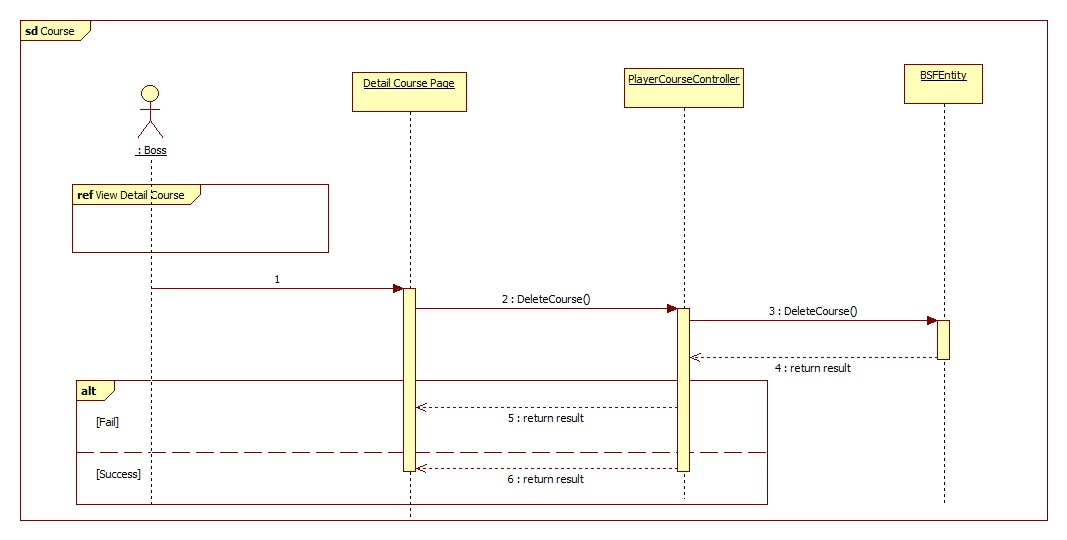 sd Course
Detail Course Page
PlayerCourseController
BSFEntity
: Boss
ref View Detail Course
1
2 : DeleteCourse()
3 : DeleteCourse()
4 : return result
alt
[Fail]
5 : return result
[Success]
6 : return result